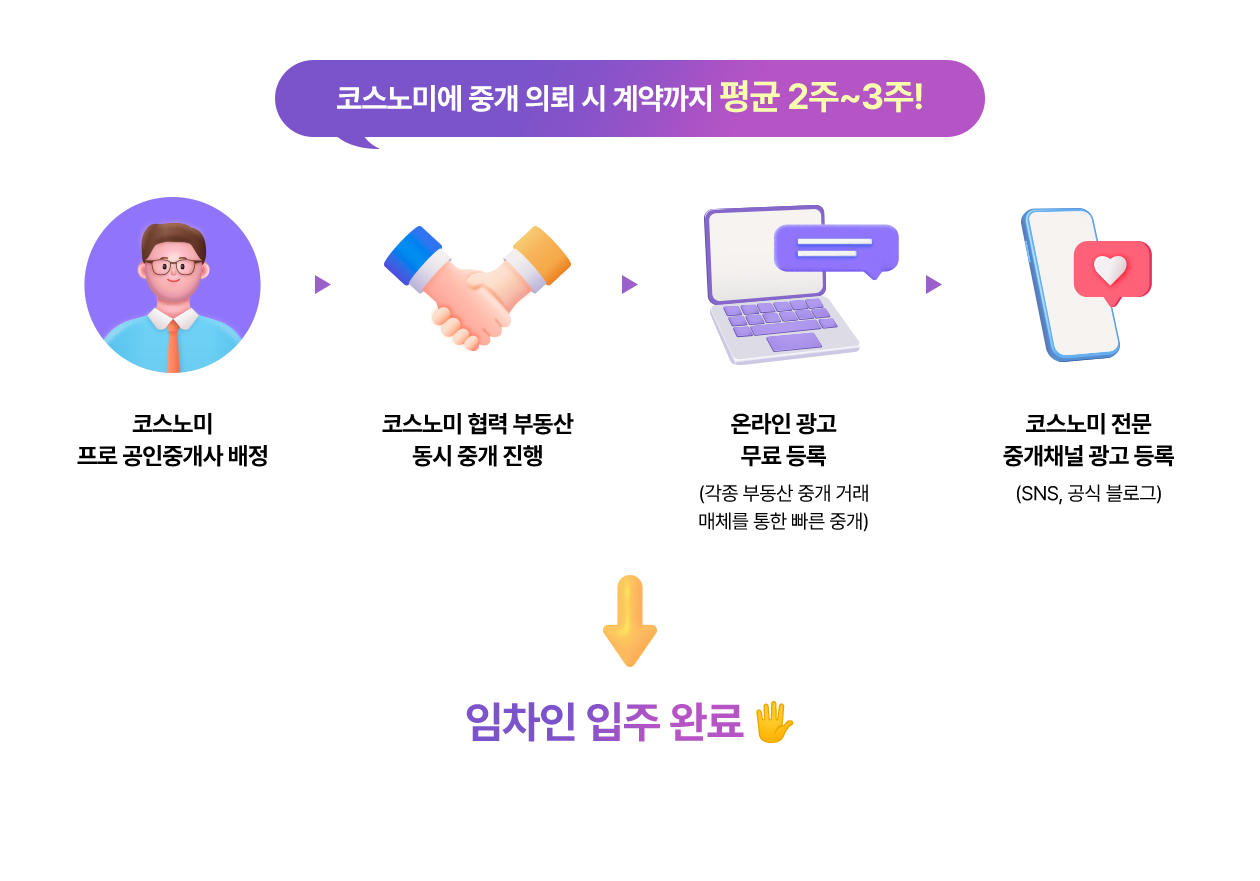 코스노미에 중개 의뢰 시 계약까지 평균 2주~3주!
코스노미
프로 공인중개사 배정
코스노미 협력 부동산
동시 중개 진행
온라인 광고
무료 등록
(각종 부동산 중개 거래
매체를 통한 빠른 중개)
코스노미 전문
중개채널 광고 등록
(SNS, 공식 블로그)
임차인 입주 완료 🖐